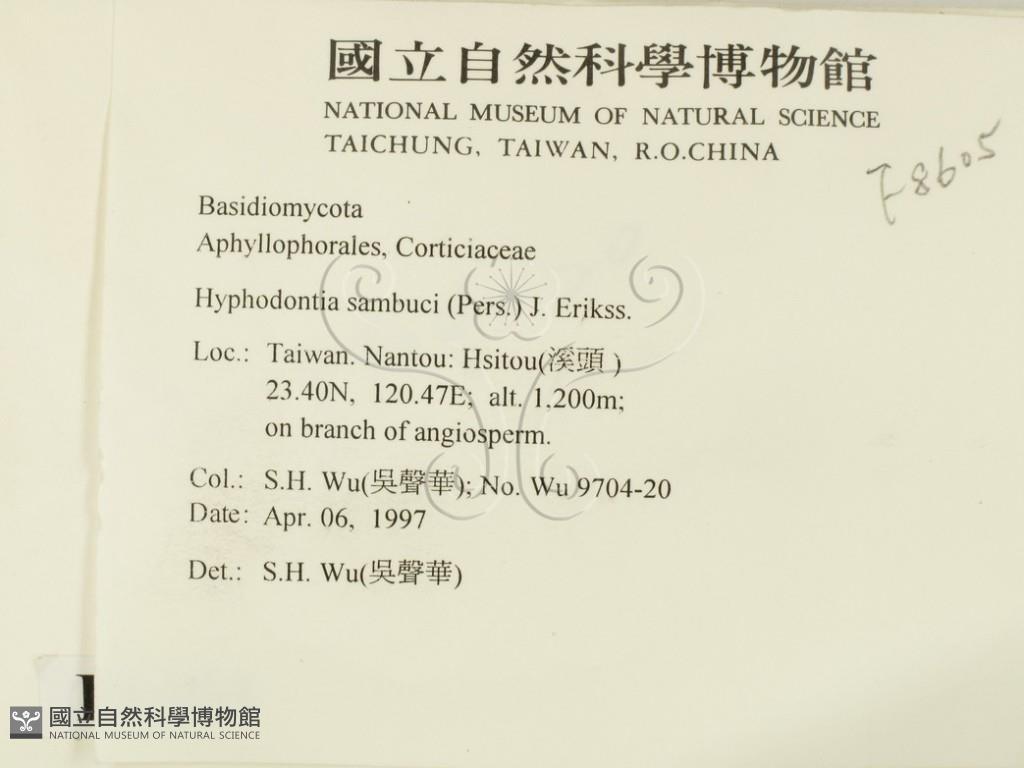 國立自然科學博物館
NATIONAL MUSEUM OF NATURAL SCIENCE
TAICHUNG, TAIWAN, R.O.CHINA
F8605
Basidiomycota
Aphyllophorales, Corticiaceae
Hyphodontia sambuci (Pers.) J. Erikss.
Loc.: Taiwan. Nantou: Hsitou(溪頭)
23.40N, 120.47E; alt. 1,200m;
on branch of angiosperm.
Col.: S.H. Wu(吳聲華); No. Wu 9704-20
Date: Apr. 06, 1997
Det.: S.H. Wu(吳聲華)
國立自然科學博物館
NATIONAL MUSEUM OF NATURAL SCIENCE